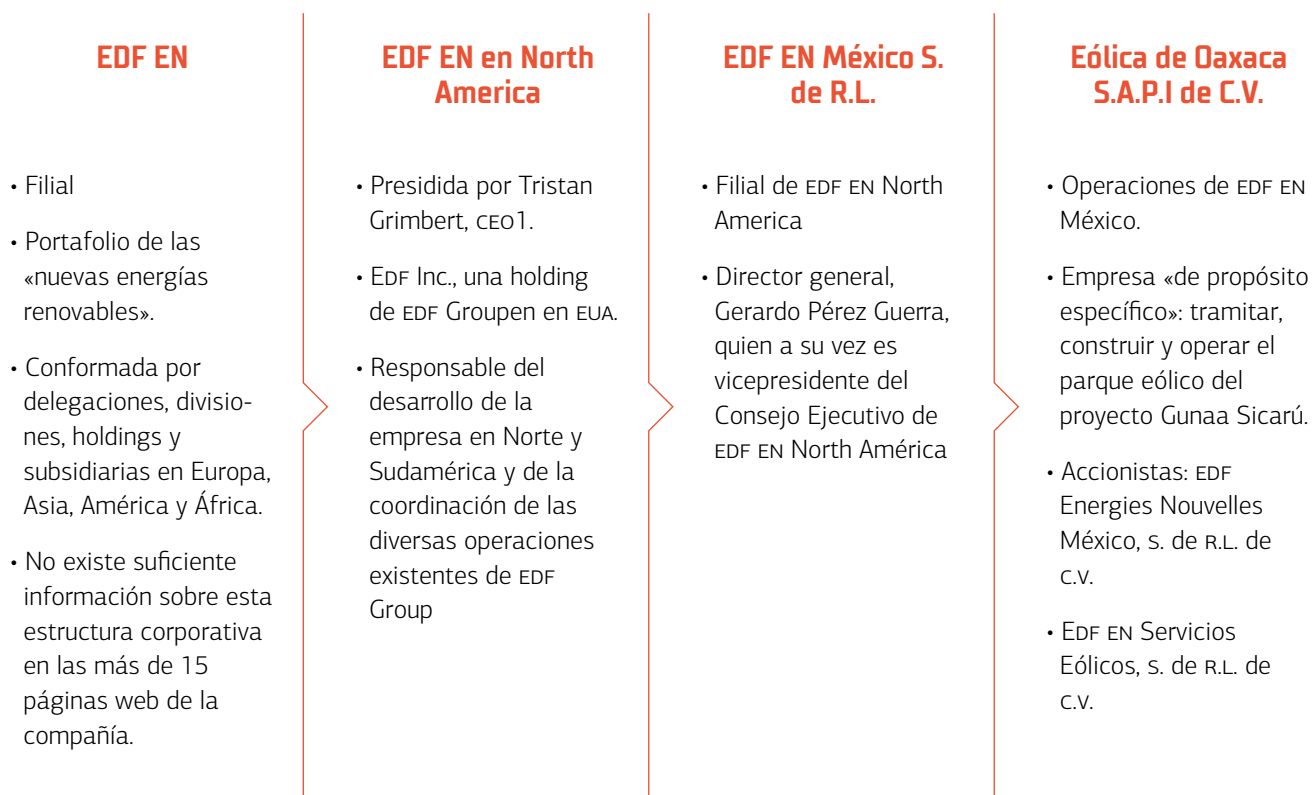 EDF EN
• Filial
• Portafolio de las
«nuevas energías
renovables».
• Conformada por
delegaciones, divisio-
nes, holdings y
subsidiarias en Europa,
Asia, América y África.
• No existe suficiente
información sobre esta
estructura corporativa
en las más de 15
páginas web de la
compañía.
EDF EN en North
America
• Presidida por Tristan
Grimbert, CEO1.
• EDF Inc., una holding
de EDF Groupen en EUA.
• Responsable del
desarrollo de la
empresa en Norte y
Sudamérica y de la
coordinación de las
diversas operaciones
existentes de EDF
Group
EDF EN México S.
de R.L.
• Filial de EDF EN North
America
• Director general,
Gerardo Pérez Guerra,
quien a su vez es
vicepresidente del
Consejo Ejecutivo de
EDF EN North América
Eólica de Oaxaca
S.A.P.I de C.V.
• Operaciones de EDF EN
México.
• Empresa «de propósito
específico»: tramitar,
construir y operar el
parque eólico del
proyecto Gunaa Sicarú.
• Accionistas: EDF
Energies Nouvelles
México, S. de R.L. de
C.V.
• EDF EN Servicios
Eólicos, S. de R.L. de
C.V.